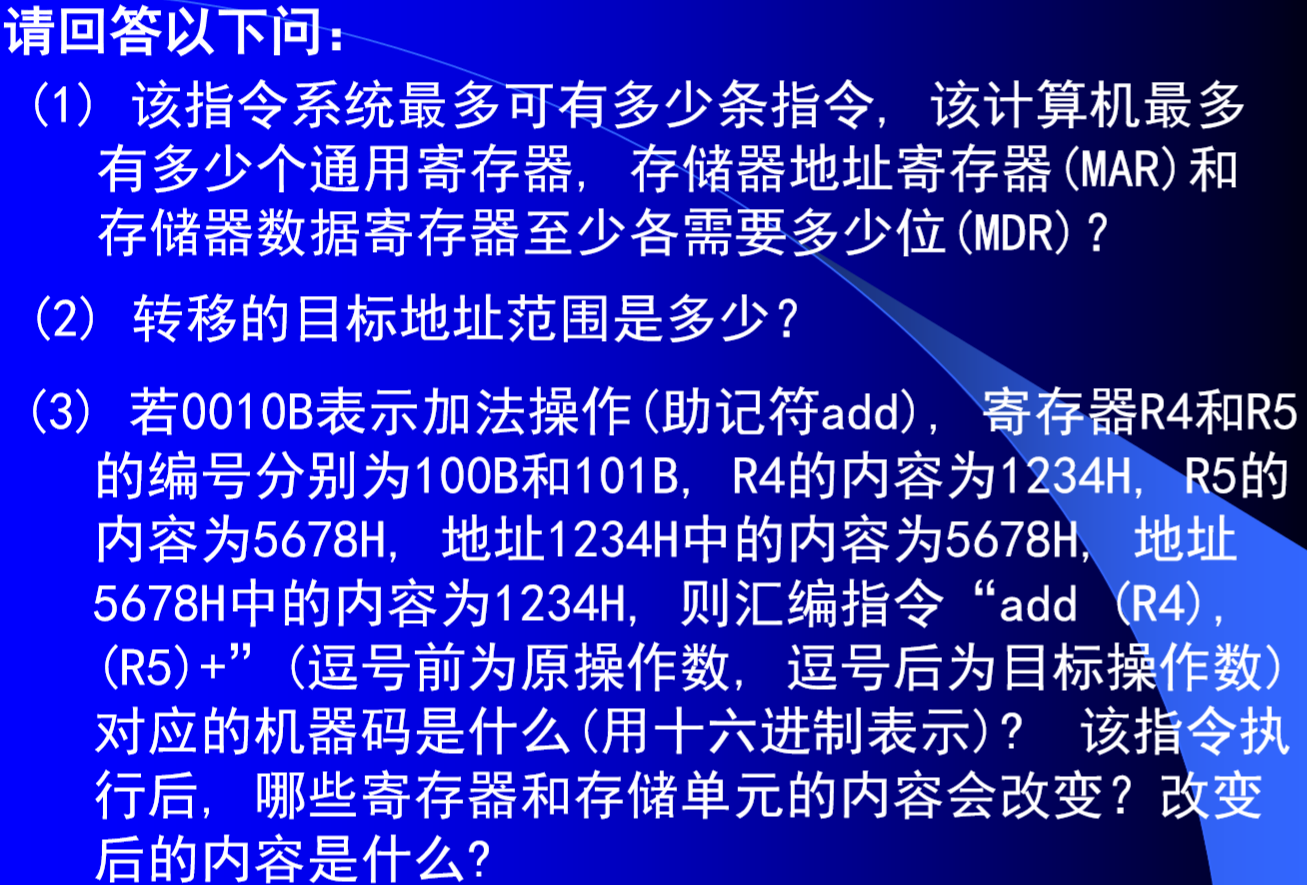 请回答以下问:
(1) 该指令系统最多可有多少条指令, 该计算机最多
有多少个通用寄存器, 存储器地址寄存器(MAR)和
存储器数据寄存器至少各需要多少位(MDR)?
(2) 转移的目标地址范围是多少?
(3) 若0010B表示加法操作(助记符add), 寄存器R4和R5
的编号分别为100B和101B, R4的内容为1234H, R5的
内容为5678H, 地址1234H中的内容为5678H, 地址
5678H中的内容为1234H, 则汇编指令“add (R4),
(R5)+”(逗号前为原操作数, 逗号后为目标操作数)
对应的机器码是什么(用十六进制表示)? 该指令执
行后, 哪些寄存器和存储单元的内容会改变? 改变
后的内容是什么?